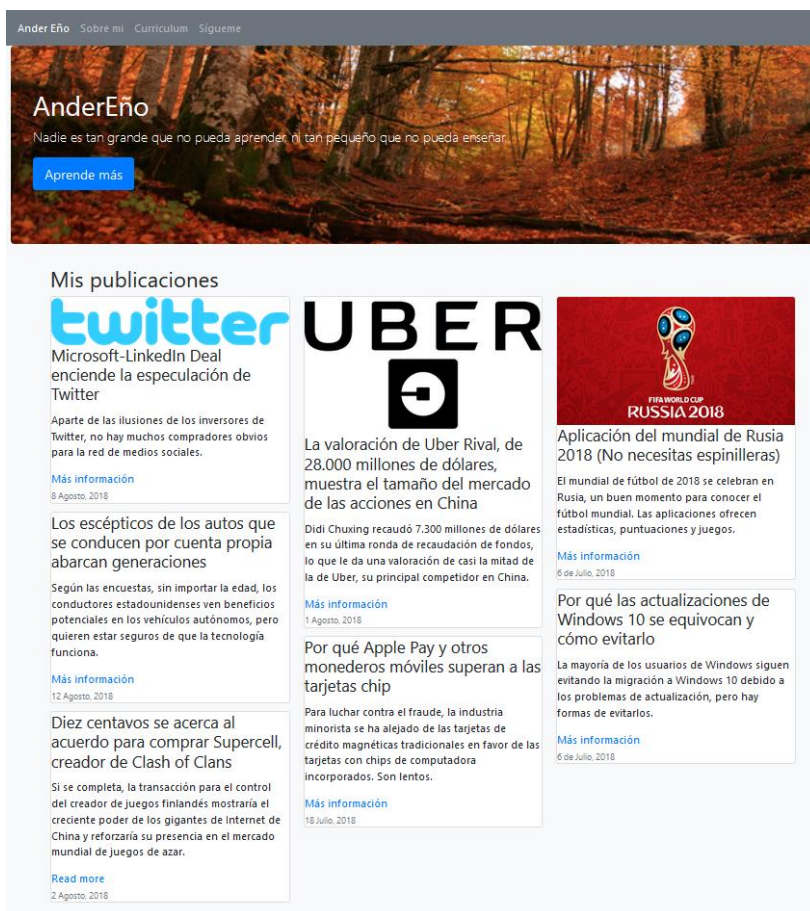 Ander Eño Sobre mi Curriculum Sígueme
AnderEño
Nadie es tan grande que no pueda aprender, ni tan pequeño que no pueda enseñar.
Aprende más
Mis publicaciones
twitter
Microsoft-LinkedIn Deal
enciende la especulación de
Twitter
Aparte de las ilusiones de los inversores de
Twitter, no hay muchos compradores obvios
para la red de medios sociales.
Más información
8 Agosto, 2018
Los escépticos de los autos que
se conducen por cuenta propia
abarcan generaciones
Según las encuestas, sin importar la edad, los
conductores estadounidenses ven beneficios
potenciales en los vehículos autónomos, pero
quieren estar seguros de que la tecnología
funciona.
Más información
12 Agosto, 2018
Diez centavos se acerca al
acuerdo para comprar Supercell,
creador de Clash of Clans
Si se completa, la transacción para el control
del creador de juegos finlandés mostraría el
creciente poder de los gigantes de Internet de
China y reforzaría su presencia en el mercado
mundial de juegos de azar.
Read more
2 Agosto, 2018
UBER
La valoración de Uber Rival, de
28.000 millones de dólares,
muestra el tamaño del mercado
de las acciones en China
Didi Chuxing recaudó 7.300 millones de dólares
en su última ronda de recaudación de fondos,
lo que le da una valoración de casi la mitad de
la de Uber, su principal competidor en China.
Más información
1 Agosto, 2018
Por qué Apple Pay y otros
monederos móviles superan a las
tarjetas chip
Para luchar contra el fraude, la industria
minorista se ha alejado de las tarjetas de
crédito magnéticas tradicionales en favor de las
tarjetas con chips de computadora
incorporados. Son lentos.
Más información
18 Julio, 2018
FIFA WORLD CUP
RUSSIA 2018
Aplicación del mundial de Rusia
2018 (No necesitas espinilleras)
El mundial de fútbol de 2018 se celebran en
Rusia, un buen momento para conocer el
fútbol mundial. Las aplicaciones ofrecen
estadísticas, puntuaciones y juegos.
Más información
6 de Julio, 2018
Por qué las actualizaciones de
Windows 10 se equivocan y
cómo evitarlo
La mayoría de los usuarios de Windows siguen
evitando la migración a Windows 10 debido a
los problemas de actualización, pero hay
formas de evitarlos.
Más información
6 de Julio, 2018